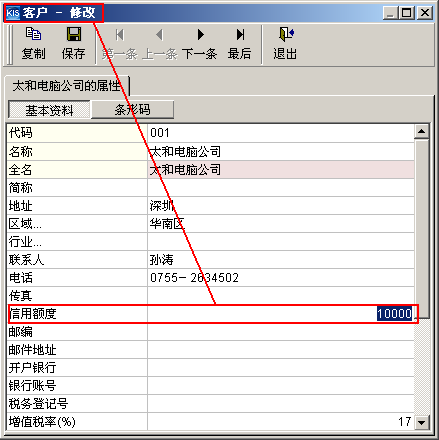 KIS 客户 - 修改
复制 保存 第一条 上一条 下一条 最后 退出
太和电脑公司的属性
基本资料 条形码
代码 001
名称 太和电脑公司
全名 太和电脑公司
简称
地址 深圳
区域... 华南区
行业...
联系人 孙涛
电话 0755-2634502
传真
信用额度 10000
邮编
邮件地址
开户银行
银行账号
税务登记号
增值税率(%) 17